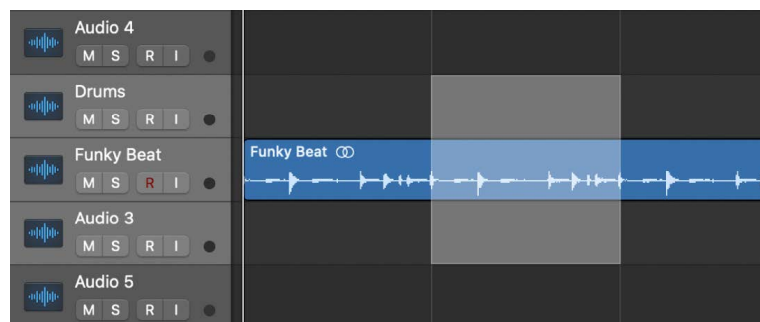 Audio 4
M S R I
Drums
M S R I
Funky Beat
M S R I
Funky Beat
Audio 3
M S R I
Audio 5
M S R I